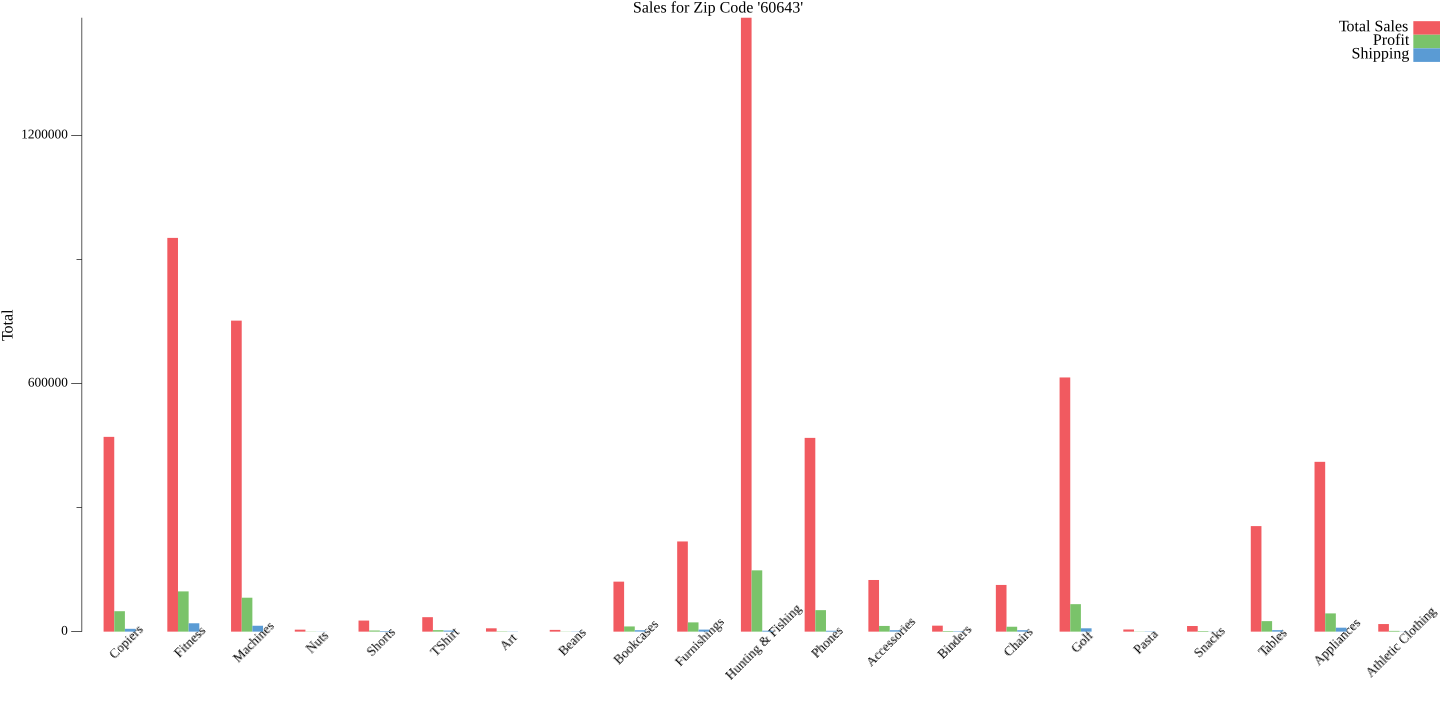 Sales for Zip Code '60643'
Total Sales
Profit
Shipping
Total
1200000
600000
0
Copiers
Fitness
Machines
Nuts
Shorts
TShirt
Art
Beans
Bookcases
Furnishings
Hunting & Fishing
Phones
Accessories
Binders
Chairs
Golf
Pasta
Snacks
Tables
Appliances
Athletic Clothing